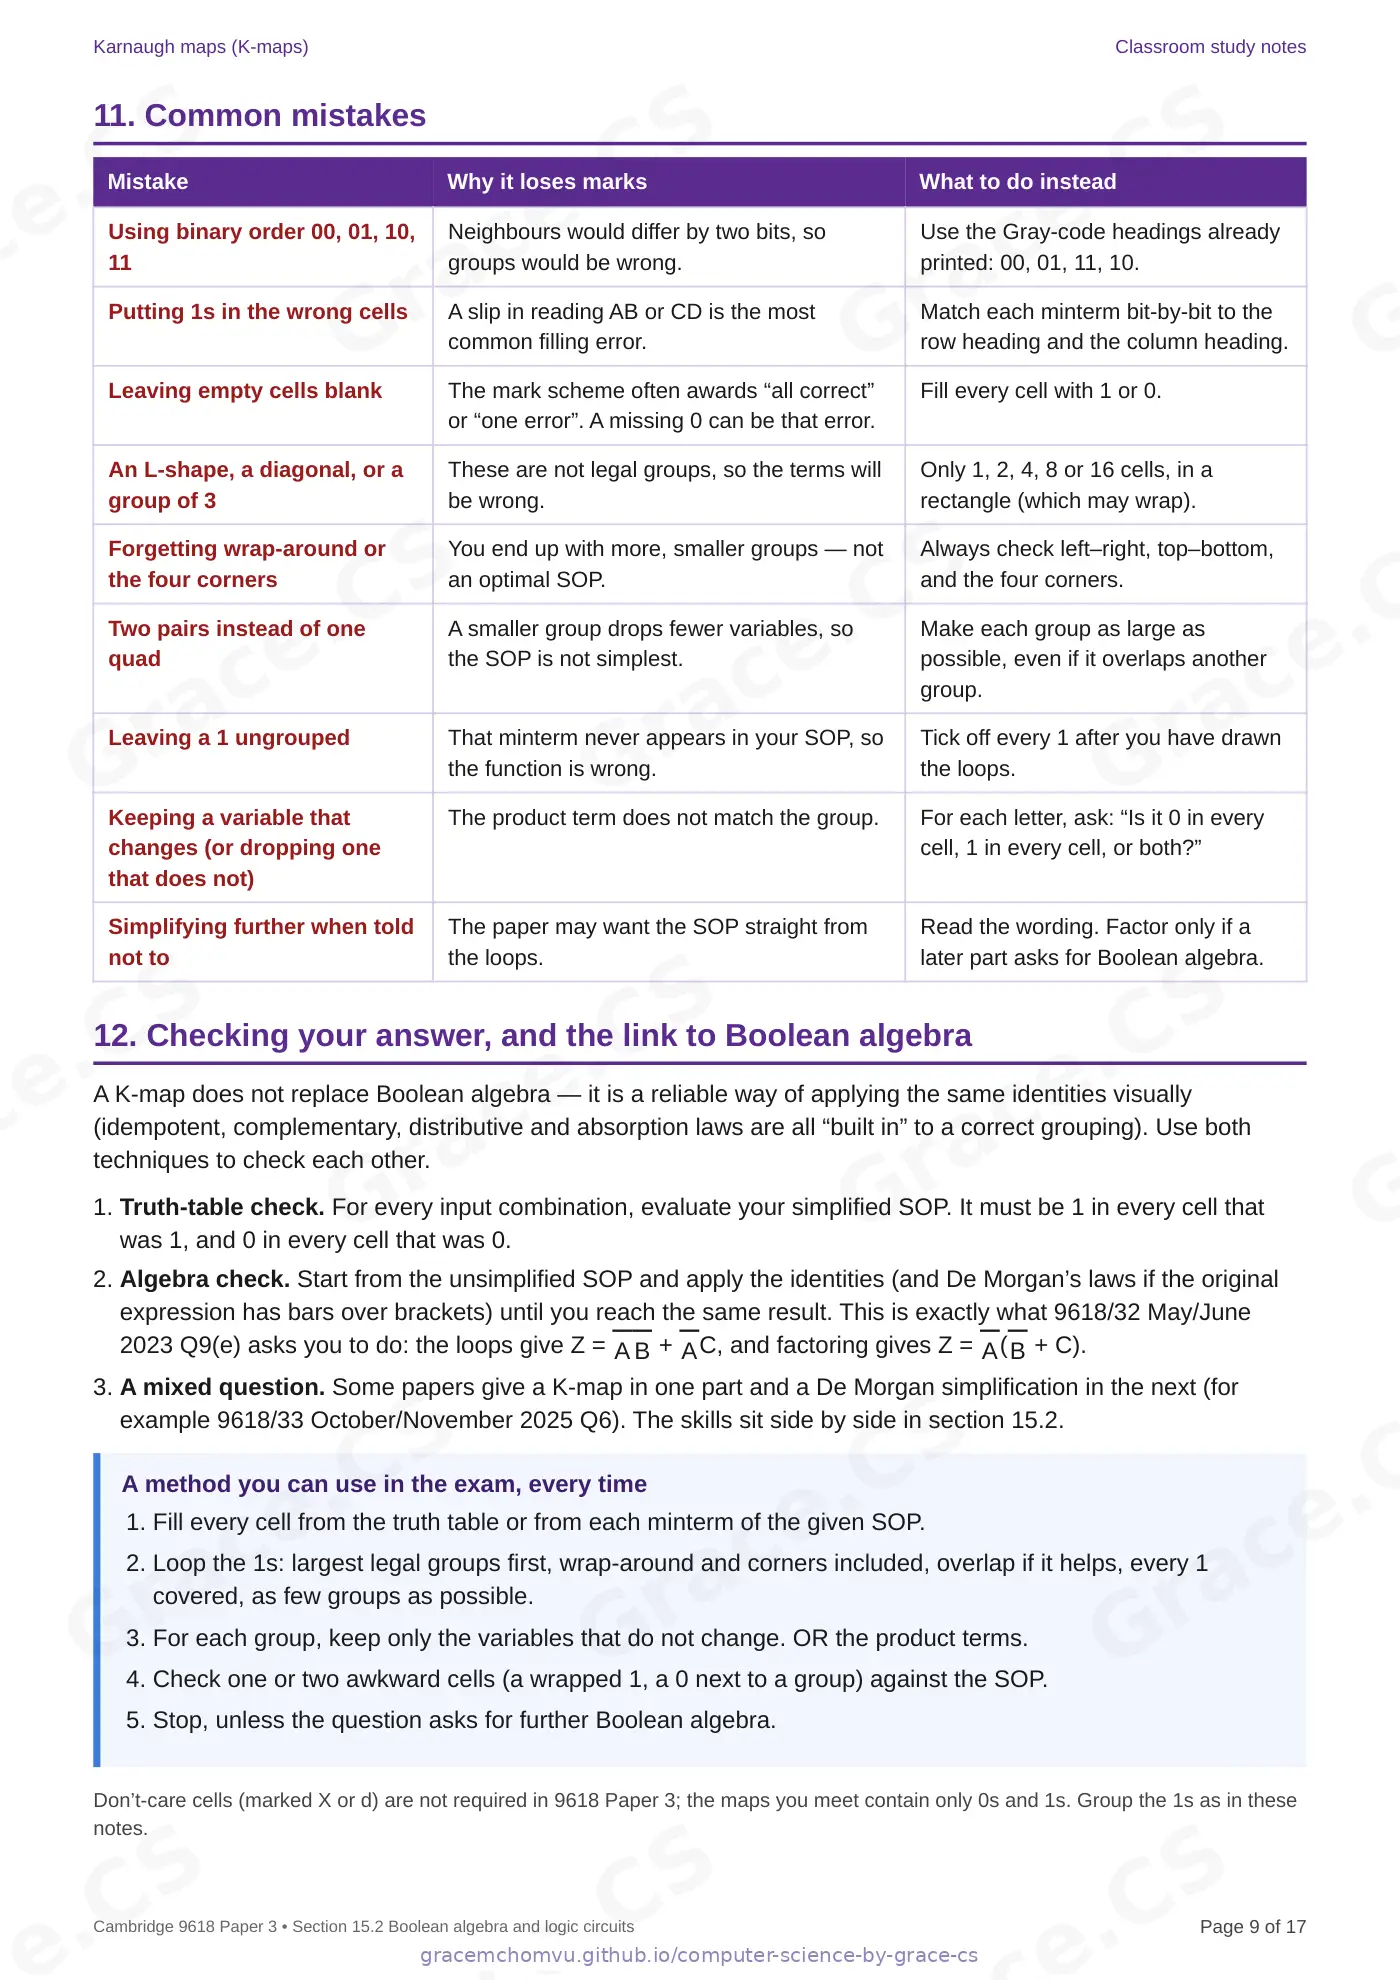 Karnaugh maps (K-maps)
Classroom study notes
11. Common mistakes
Mistake
Why it loses marks
What to do instead
Using binary order 00, 01, 10,
11
Neighbours would differ by two bits, so
groups would be wrong.
Use the Gray-code headings already
printed: 00, 01, 11, 10.
Putting 1s in the wrong cells
A slip in reading AB or CD is the most
common filling error.
Match each minterm bit-by-bit to the
row heading and the column heading.
Leaving empty cells blank
The mark scheme often awards “all correct”
or “one error”. A missing 0 can be that error.
Fill every cell with 1 or 0.
An L-shape, a diagonal, or a
group of 3
These are not legal groups, so the terms will
be wrong.
Only 1, 2, 4, 8 or 16 cells, in a
rectangle (which may wrap).
Forgetting wrap-around or
the four corners
You end up with more, smaller groups — not
an optimal SOP.
Always check left–right, top–bottom,
and the four corners.
Two pairs instead of one
quad
A smaller group drops fewer variables, so
the SOP is not simplest.
Make each group as large as
possible, even if it overlaps another
group.
Leaving a 1 ungrouped
That minterm never appears in your SOP, so
the function is wrong.
Tick off every 1 after you have drawn
the loops.
Keeping a variable that
changes (or dropping one
that does not)
The product term does not match the group.
For each letter, ask: “Is it 0 in every
cell, 1 in every cell, or both?”
Simplifying further when told
not to
The paper may want the SOP straight from
the loops.
Read the wording. Factor only if a
later part asks for Boolean algebra.
12. Checking your answer, and the link to Boolean algebra
A K-map does not replace Boolean algebra — it is a reliable way of applying the same identities visually
(idempotent, complementary, distributive and absorption laws are all “built in” to a correct grouping). Use both
techniques to check each other.
1. Truth-table check. For every input combination, evaluate your simplified SOP. It must be 1 in every cell that
was 1, and 0 in every cell that was 0.
2. Algebra check. Start from the unsimplified SOP and apply the identities (and De Morgan’s laws if the original
expression has bars over brackets) until you reach the same result. This is exactly what 9618/32 May/June
2023 Q9(e) asks you to do: the loops give Z = A̅ B̅ + A̅C, and factoring gives Z = A̅(B̅ + C).
3. A mixed question. Some papers give a K-map in one part and a De Morgan simplification in the next (for
example 9618/33 October/November 2025 Q6). The skills sit side by side in section 15.2.
A method you can use in the exam, every time
1. Fill every cell from the truth table or from each minterm of the given SOP.
2. Loop the 1s: largest legal groups first, wrap-around and corners included, overlap if it helps, every 1
covered, as few groups as possible.
3. For each group, keep only the variables that do not change. OR the product terms.
4. Check one or two awkward cells (a wrapped 1, a 0 next to a group) against the SOP.
5. Stop, unless the question asks for further Boolean algebra.
Don’t-care cells (marked X or d) are not required in 9618 Paper 3; the maps you meet contain only 0s and 1s. Group the 1s as in these
notes.
Cambridge 9618 Paper 3 • Section 15.2 Boolean algebra and logic circuits
Page 9 of 17
gracemchomvu.github.io/computer-science-by-grace-cs
Grace.CS